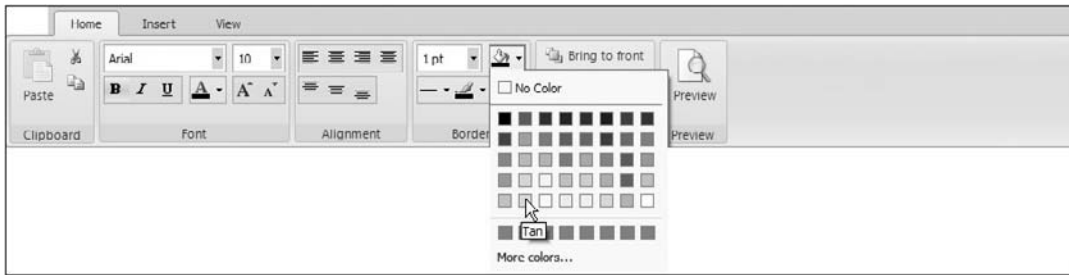 Home Insert View
Arial 10 1 pt Bring to front
Paste B I U A A A Preview
Clipboard Font Alignment Border Preview
No Color
Tan
More colors...